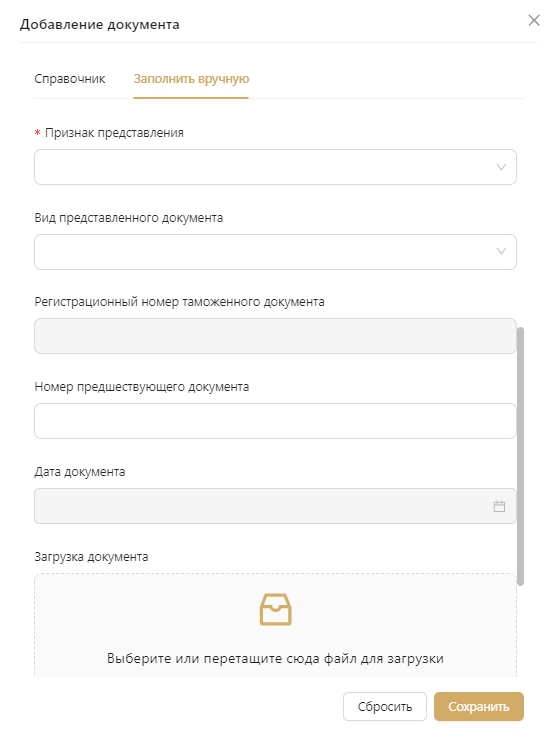 Добавление документа
Справочник Заполнить вручную
* Признак представления
Вид представленного документа
Регистрационный номер таможенного документа
Номер предшествующего документа
Дата документа
Загрузка документа
Выберите или перетащите сюда файл для загрузки
Сбросить Сохранить